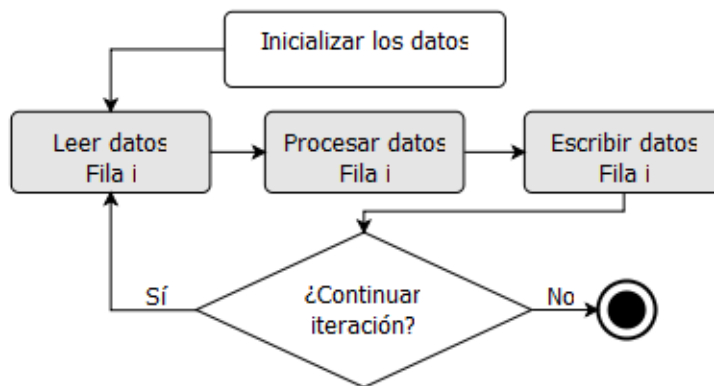 Inicializar los datos
Leer datos
Fila i
Procesar datos
Fila i
Escribir datos
Fila i
Sí
¿Continuar
iteración?
No